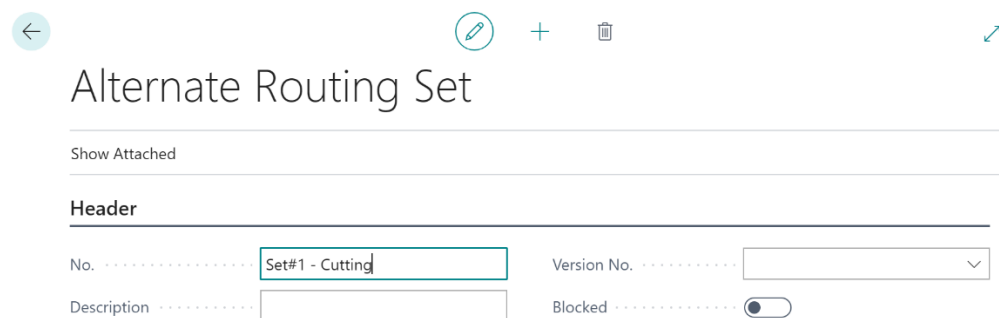 Alternate Routing Set
Show Attached
Header
No. Set#1 - Cutting Version No.
Description Blocked